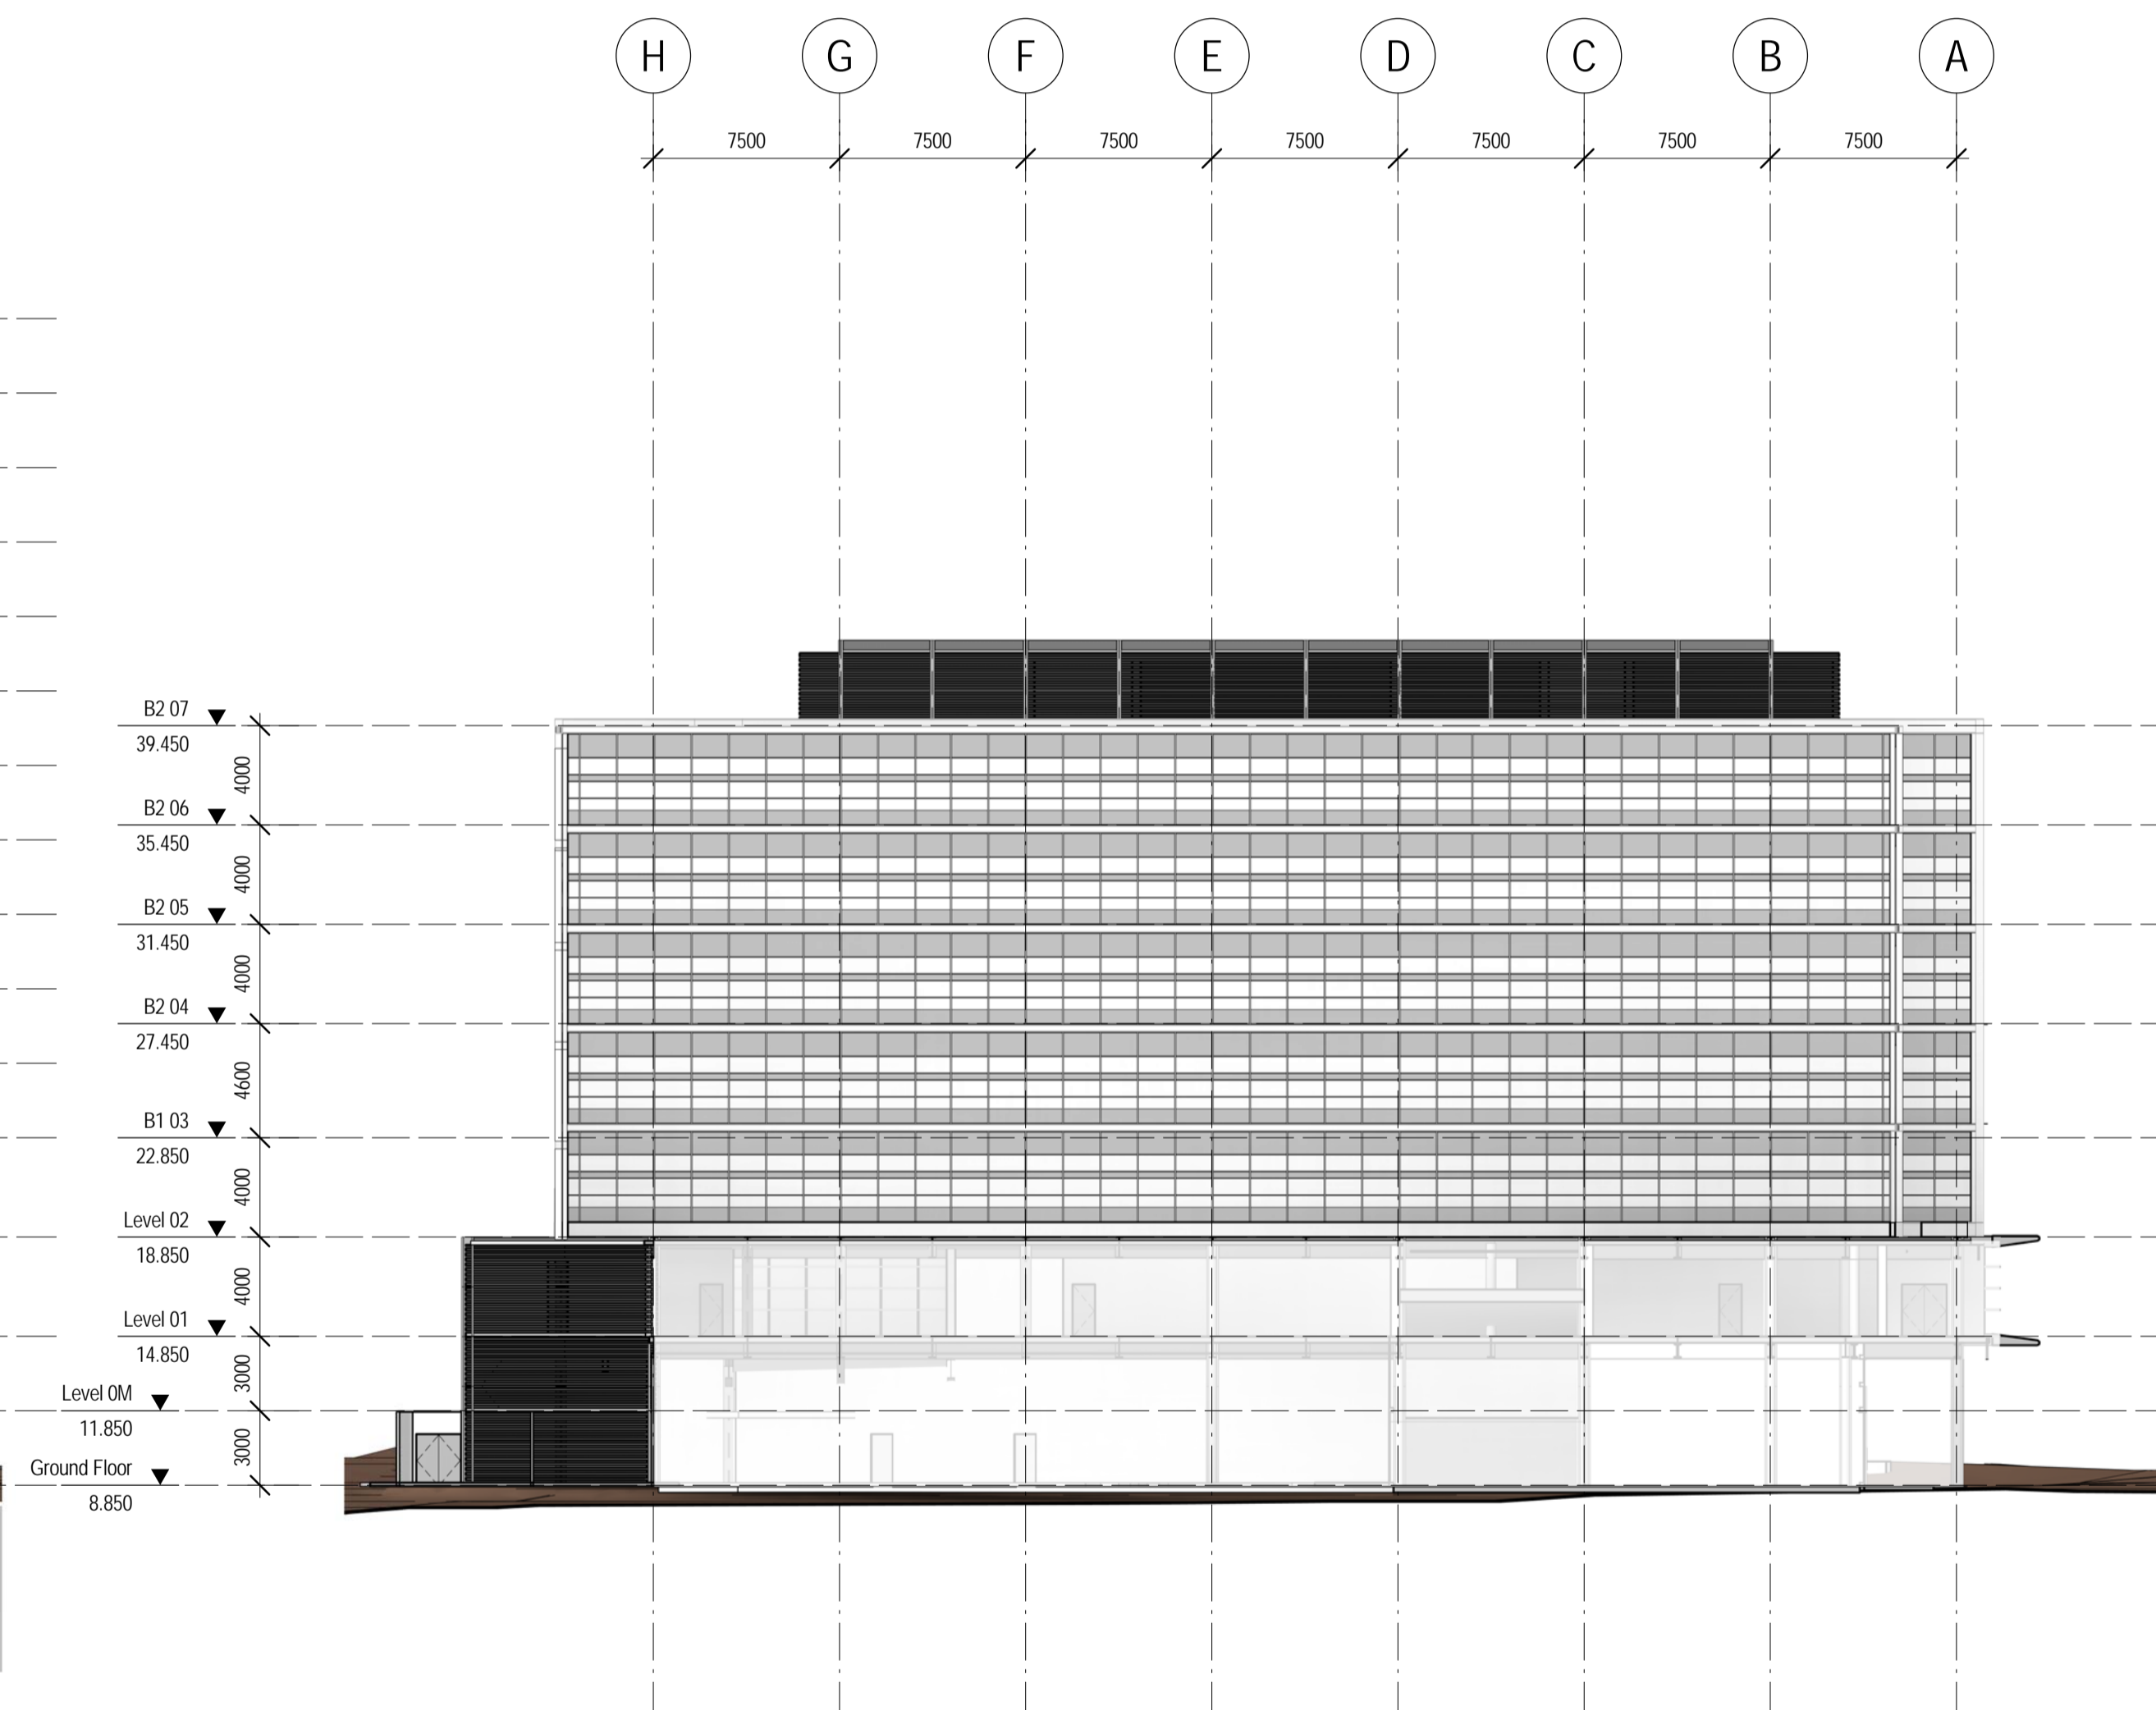 H G F E D C B A
7500 7500 7500 7500 7500 7500 7500
B2 07
39.450
4000
B2 06
35.450
4000
B2 05
31.450
4000
B2 04
27.450
4600
B1 03
22.850
4000
Level 02
18.850
4000
Level 01
14.850
3000
Level 0M
11.850
3000
Ground Floor
8.850